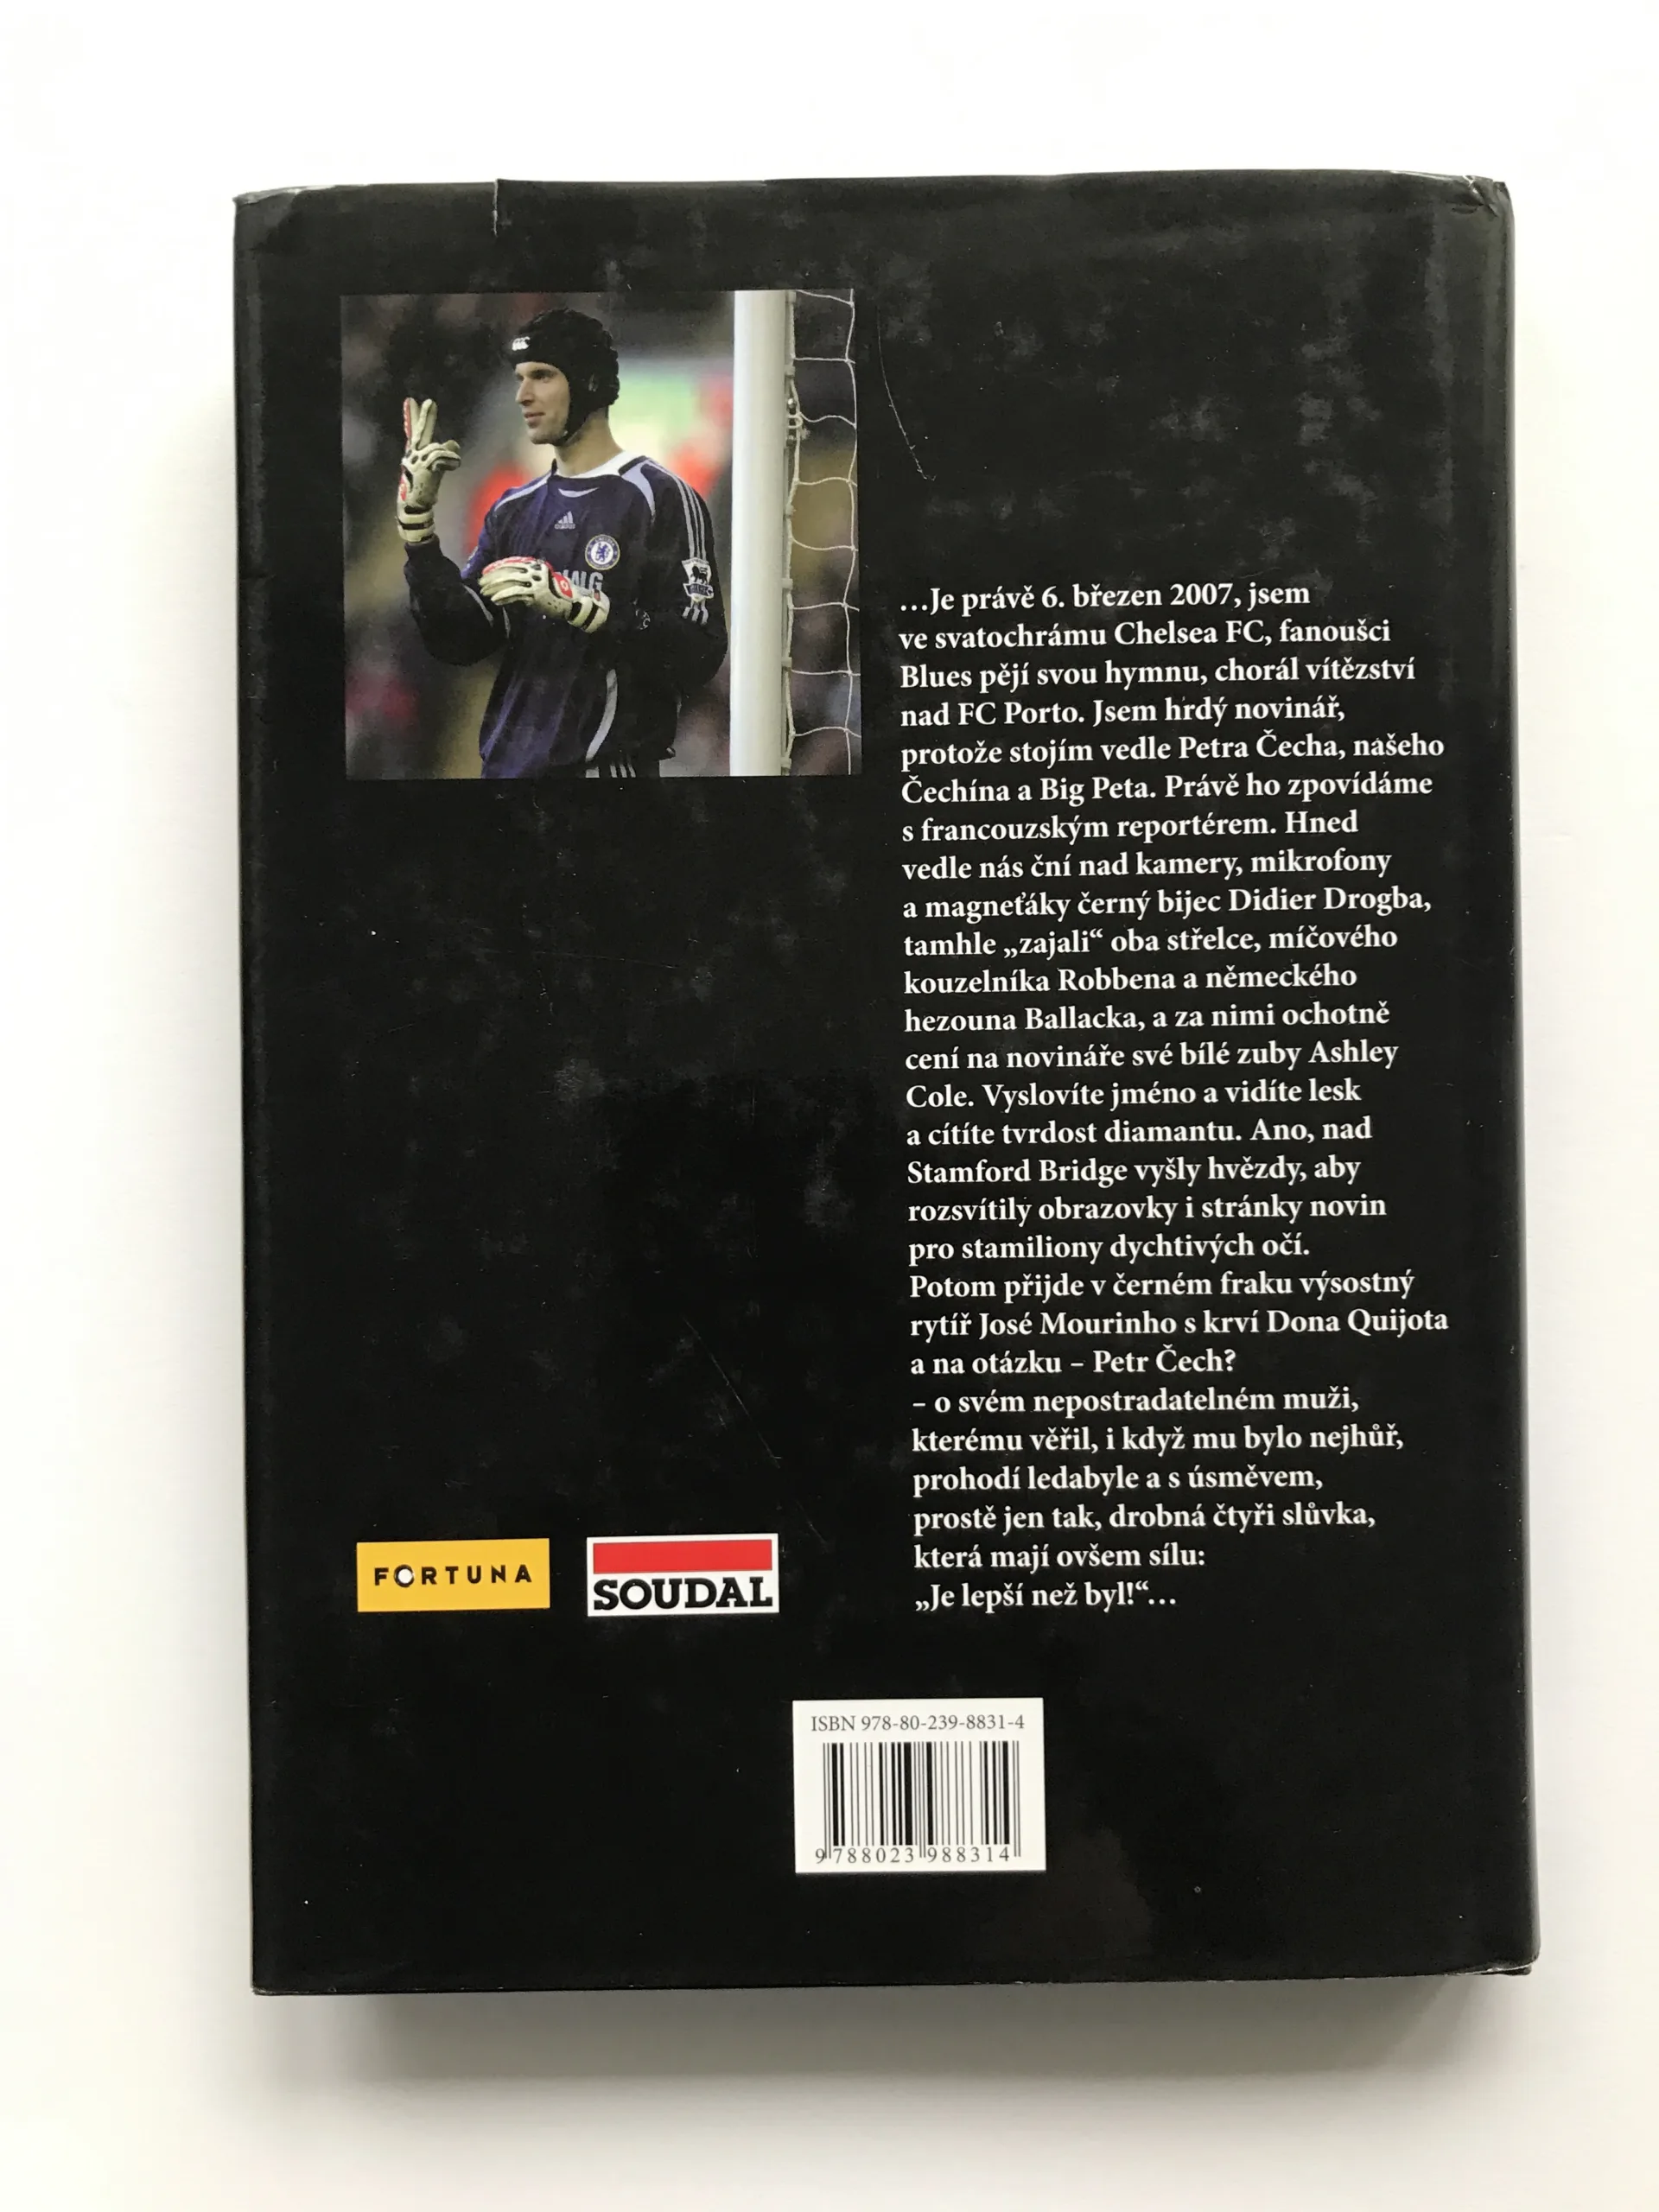 …Je právě 6. březen 2007, jsem
ve svatochrámu Chelsea FC, fanoušci
Blues pějí svou hymnu, chorál vítězství
nad FC Porto. Jsem hrdý novinář,
protože stojím vedle Petra Čecha, našeho
Čechína a Big Peta. Právě ho zpovídáme
s francouzským reportérem. Hned
vedle nás ční nad kamery, mikrofony
a magneťáky černý bijec Didier Drogba,
tamhle „zajali“ oba střelce, míčového
kouzelníka Robbena a německého
hezouna Ballacka, a za nimi ochotně
cení na novináře své bílé zuby Ashley
Cole. Vyslovíte jméno a vidíte lesk
a cítíte tvrdost diamantu. Ano, nad
Stamford Bridge vyšly hvězdy, aby
rozsvítily obrazovky i stránky novin
pro stamiliony dychtivých očí.
Potom přijde v černém fraku výsostný
rytíř José Mourinho s krví Dona Quijota
a na otázku – Petr Čech?
– o svém nepostradatelném muži,
kterému věřil, i když mu bylo nejhůř,
prohodí ledabyle a s úsměvem,
prostě jen tak, drobná čtyři slůvka,
která mají ovšem sílu:
„Je lepší než byl!“…
FORTUNA
SOUDAL
ISBN 978-80-239-8831-4
9 788023 988314